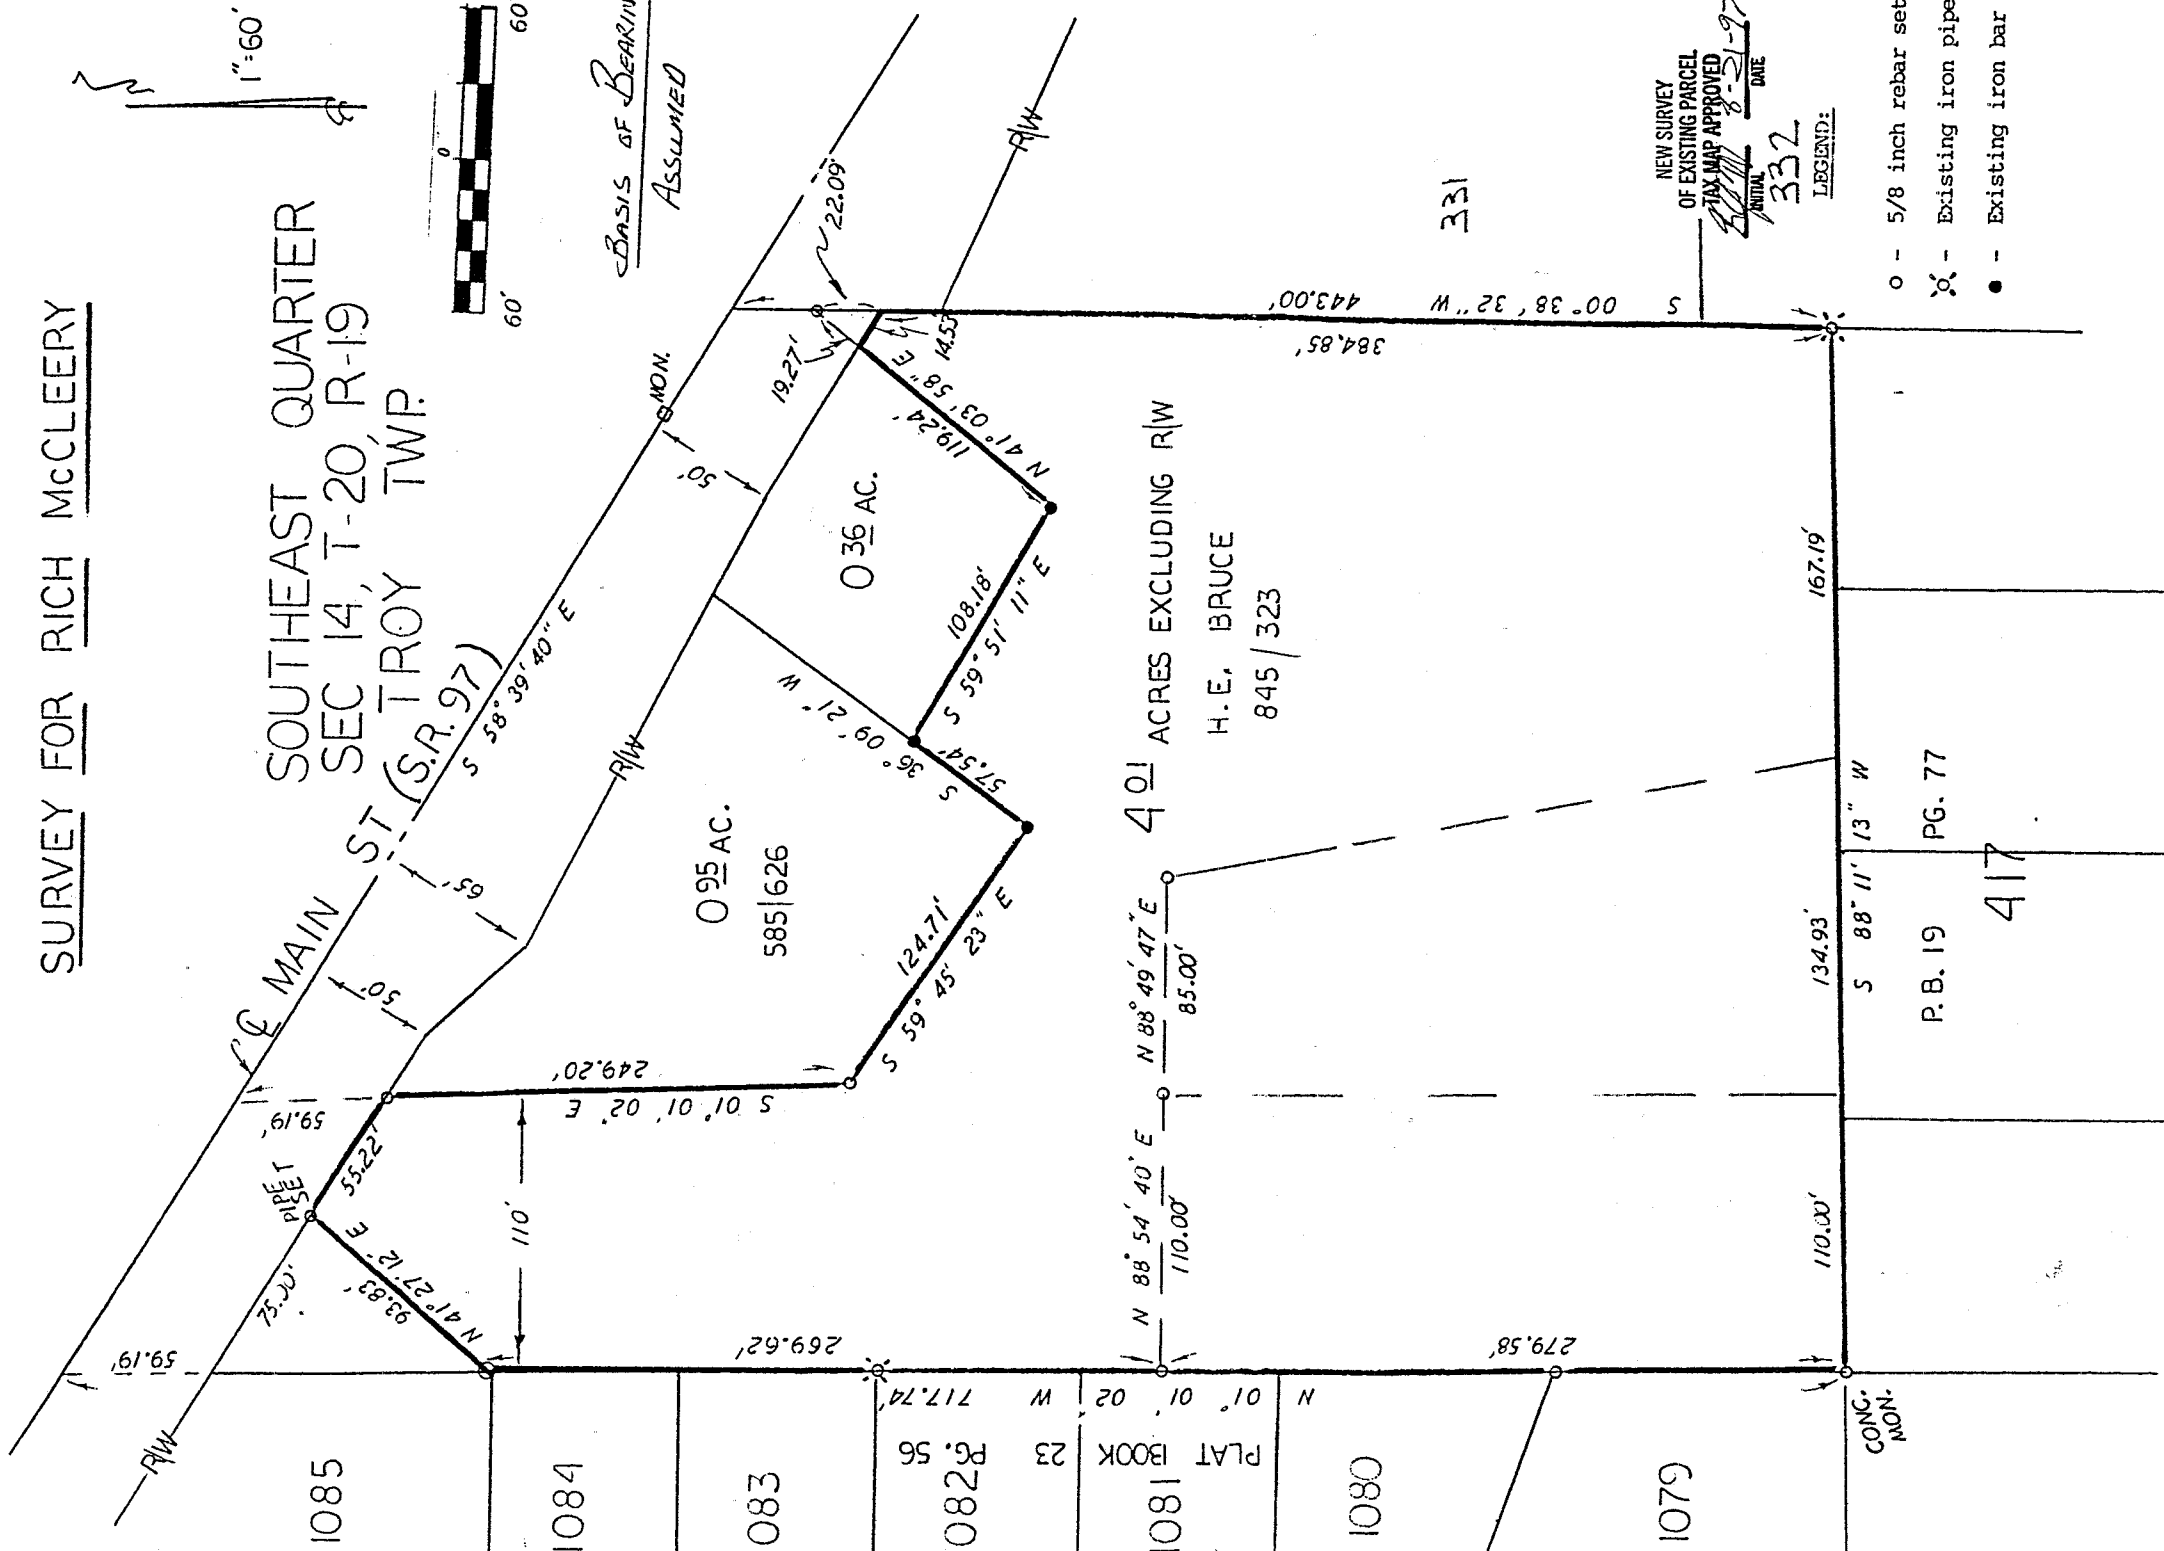 SURVEY FOR RICH McCLEERY
SOUTHEAST QUARTER
SEC 14, T-20, R-19
TROY TWP.
1"=60'
60' 0 60'
BASIS OF BEARIN
ASSUMED
℄ MAIN ST (S.R. 97)
S 58° 39' 40" E
MON.
50'
65'
50'
R/W
R/W
R/W
22.09'
19.27'
14.53'
59.19'
59.19'
75.00'
PIPE
SET
55.22'
N 41° 27' 12" E
93.83'
110'
249.20'
S 01° 01' 02" E
0.95 AC.
585/626
0.36 AC.
S 59° 45' 23" E
124.71'
S 36° 09' 21" W
57.54'
S 59° 51' 11" E
108.18'
N 41° 03' 58" E
119.24'
S 00° 38' 32" W 443.00'
384.85'
4.01 ACRES EXCLUDING R/W
H.E. BRUCE
845/323
N 88° 54' 40" E
110.00'
N 88° 49' 47" E
85.00'
269.62'
279.58'
N 01° 01' 02" W 717.74'
PLAT BOOK 23 PG. 56
1085
1084
1083
1082
1081
1080
1079
CONC.
MON.
110.00'
134.93'
167.19'
S 88° 11' 13" W
P.B. 19 PG. 77
417
331
NEW SURVEY
OF EXISTING PARCEL
TAX MAP APPROVED
8-21-97
INITIAL DATE
332
LEGEND:
- 5/8 inch rebar set
- Existing iron pipe
- Existing iron bar